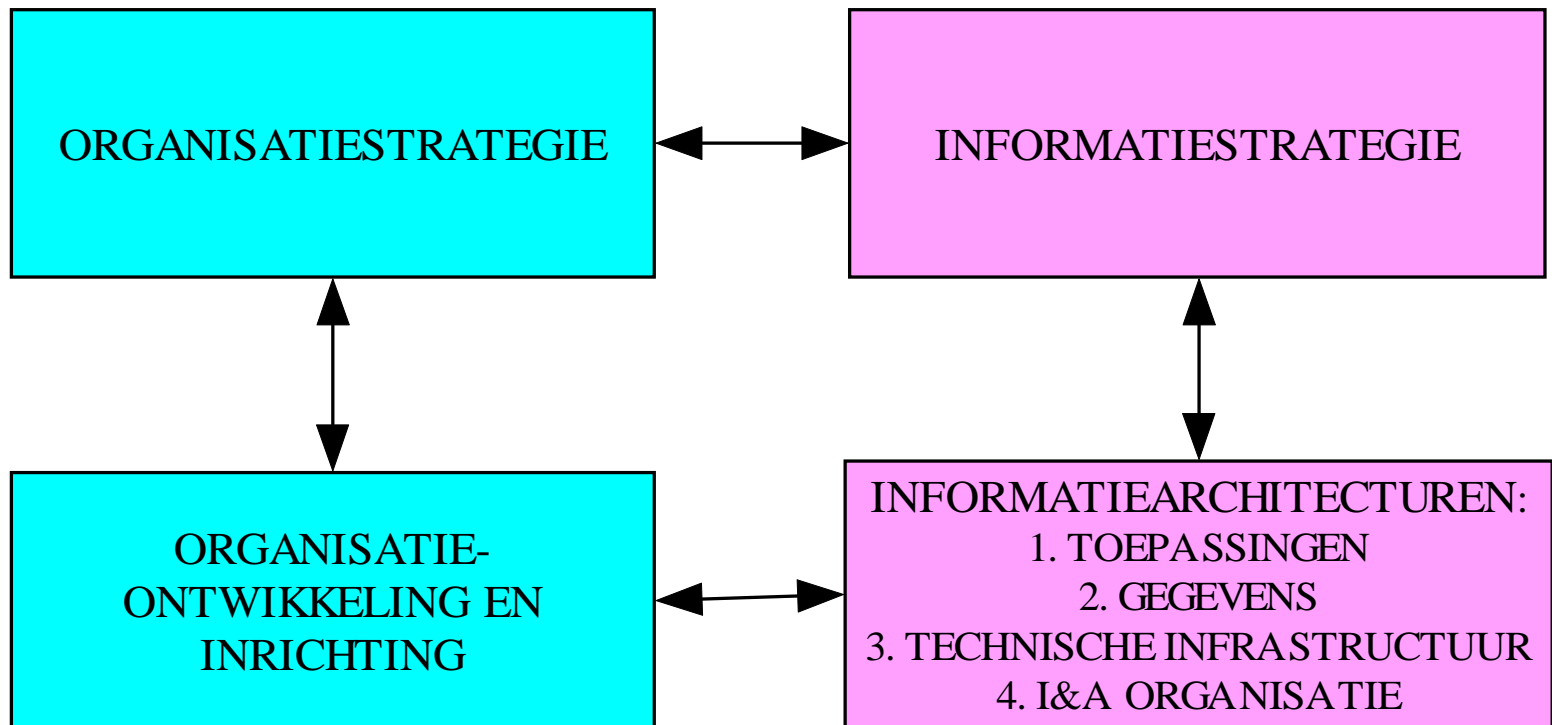 ORGANISATIESTRATEGIE
INFORMATIESTRATEGIE
ORGANISATIE-
ONTWIKKELING EN
INRICHTING
INFORMATIEARCHITECTUREN:
1. TOEPASSINGEN
2. GEGEVENS
3. TECHNISCHE INFRASTRUCTUUR
4. I&A ORGANISATIE